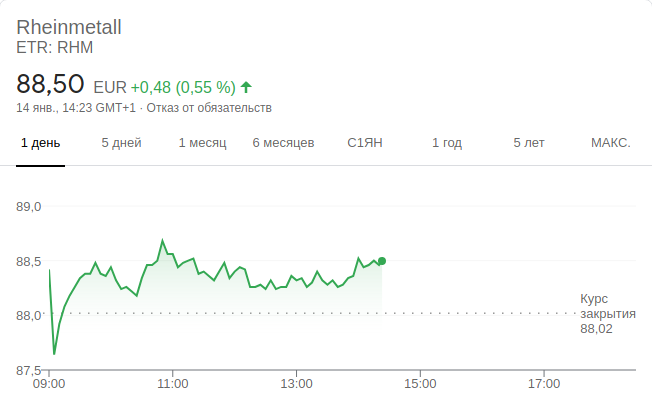 Rheinmetall
ETR: RHM
88,50 EUR +0,48 (0,55 %)
14 янв., 14:23 GMT+1 · Отказ от обязательств
1 день 5 дней 1 месяц 6 месяцев С1ЯН 1 год 5 лет МАКС.
89,0
88,5
88,0
87,5
Курс
закрытия
88,02
09:00 11:00 13:00 15:00 17:00